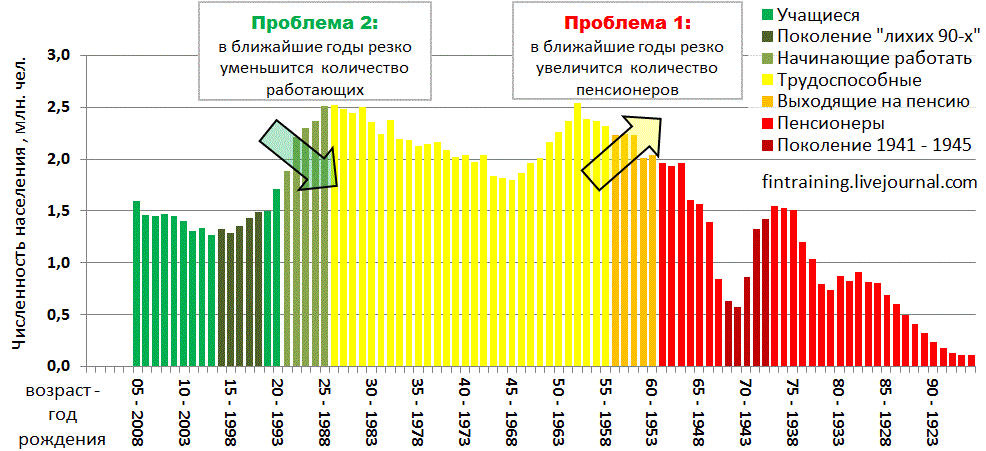 Проблема 2:
в ближайшие годы резко
уменьшится количество
работающих
Проблема 1:
в ближайшие годы резко
увеличится количество
пенсионеров
Учащиеся
Поколение "лихих 90-х"
Начинающие работать
Трудоспособные
Выходящие на пенсию
Пенсионеры
Поколение 1941 - 1945
fintraining.livejournal.com
Численность населения , млн. чел.
3,0
2,5
2,0
1,5
1,0
0,5
0,0
возраст -
год
рождения
05 - 2008
10 - 2003
15 - 1998
20 - 1993
25 - 1988
30 - 1983
35 - 1978
40 - 1973
45 - 1968
50 - 1963
55 - 1958
60 - 1953
65 - 1948
70 - 1943
75 - 1938
80 - 1933
85 - 1928
90 - 1923